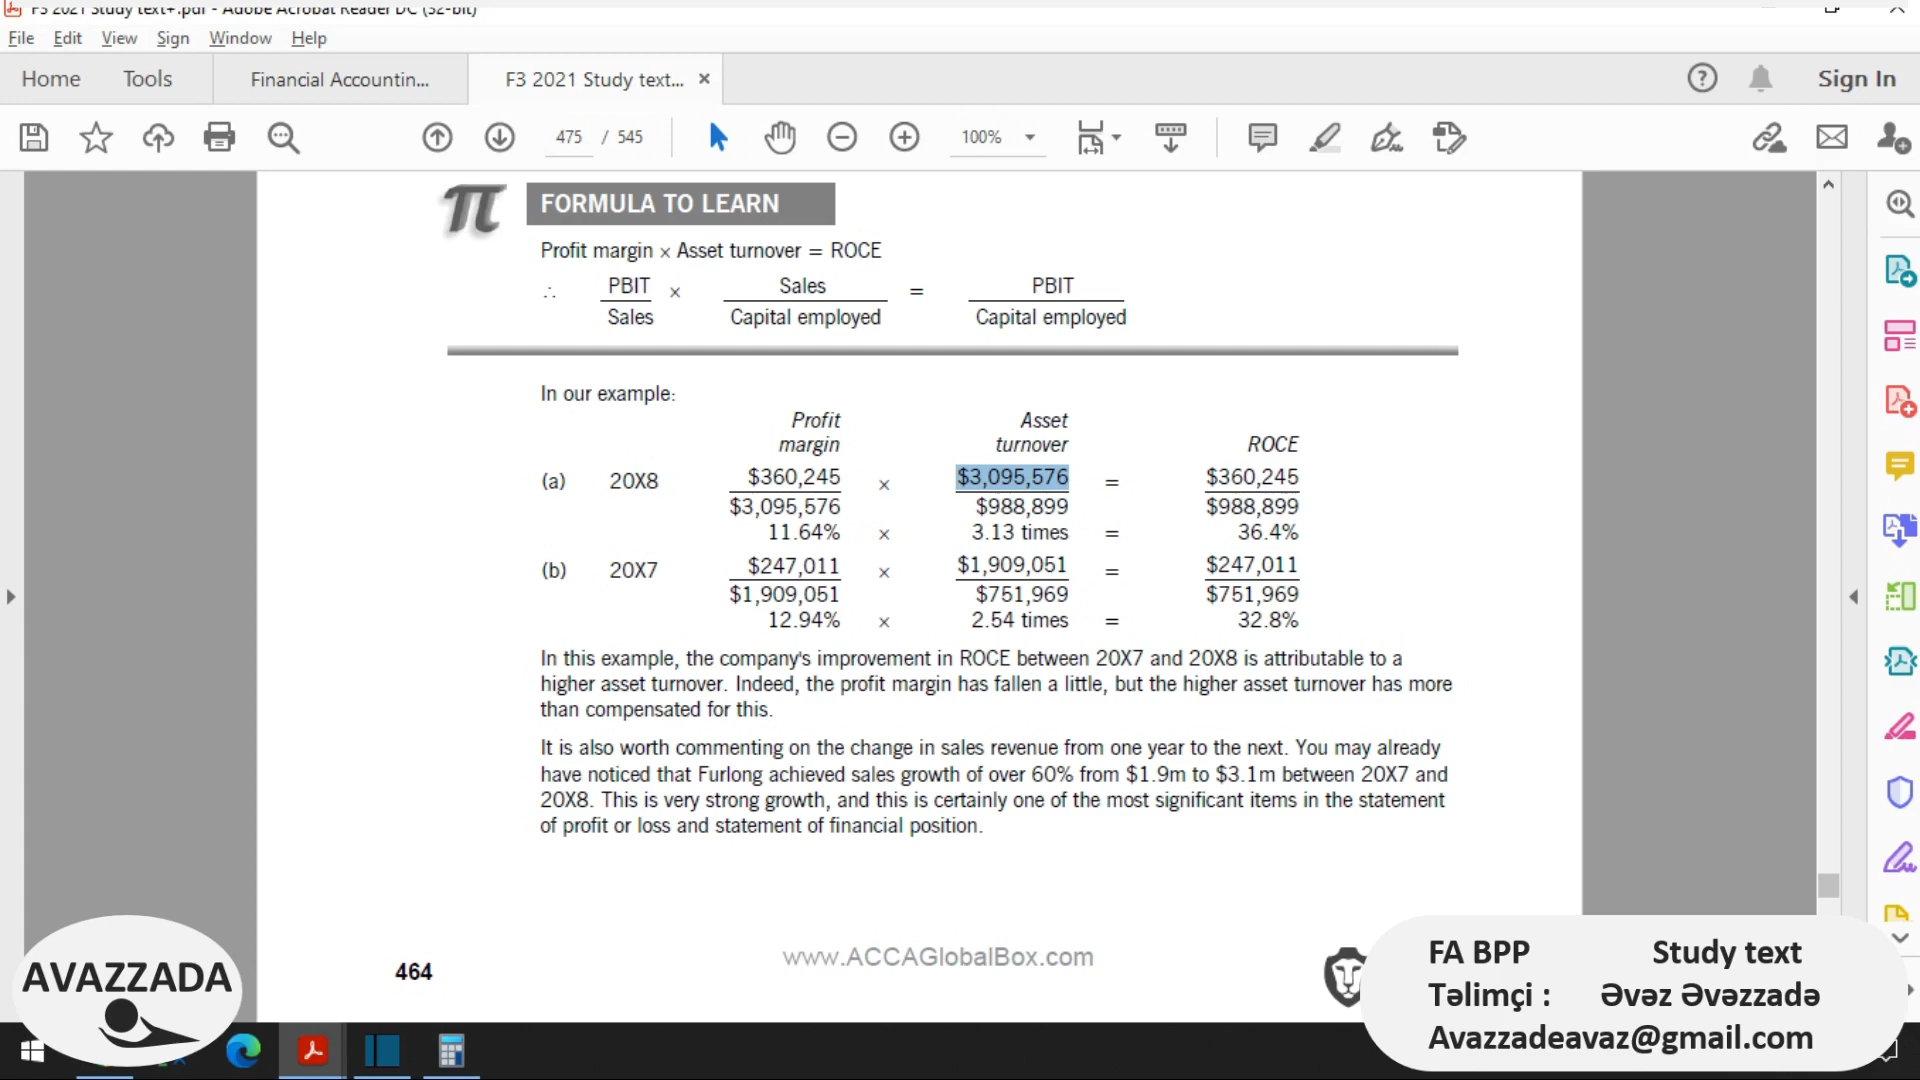 F3 2021 Study text+.pdf - Adobe Acrobat Reader DC (32-bit)
File Edit View Sign Window Help
Home Tools Financial Accountin... F3 2021 Study text... × Sign In
475 / 545 100%
π FORMULA TO LEARN
Profit margin × Asset turnover = ROCE
∴ PBIT × Sales = PBIT
Sales Capital employed Capital employed
In our example:
Profit Asset
margin turnover ROCE
(a) 20X8 $360,245 × $3,095,576 = $360,245
$3,095,576 $988,899 $988,899
11.64% × 3.13 times = 36.4%
(b) 20X7 $247,011 × $1,909,051 = $247,011
$1,909,051 $751,969 $751,969
12.94% × 2.54 times = 32.8%
In this example, the company's improvement in ROCE between 20X7 and 20X8 is attributable to a
higher asset turnover. Indeed, the profit margin has fallen a little, but the higher asset turnover has more
than compensated for this.
It is also worth commenting on the change in sales revenue from one year to the next. You may already
have noticed that Furlong achieved sales growth of over 60% from $1.9m to $3.1m between 20X7 and
20X8. This is very strong growth, and this is certainly one of the most significant items in the statement
of profit or loss and statement of financial position.
464 www.ACCAGlobalBox.com
AVAZZADA
FA BPP Study text
Təlimçi : Əvəz Əvəzzadə
Avazzadeavaz@gmail.com